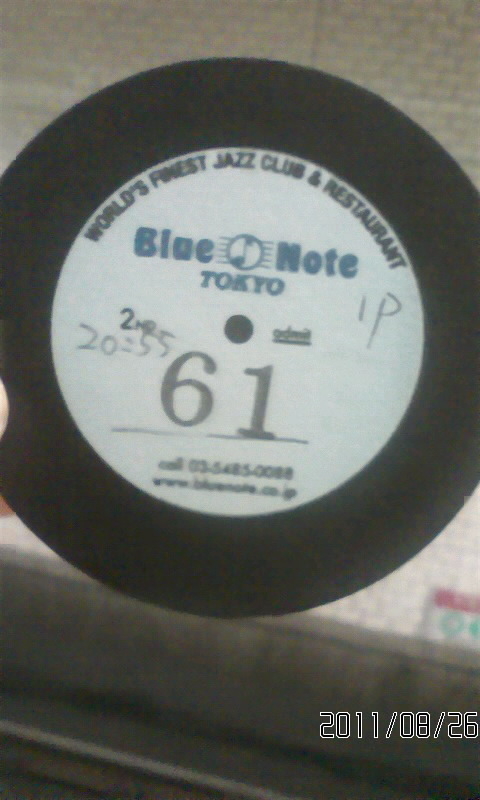 WORLD'S FINEST JAZZ CLUB & RESTAURANT
Blue Note
TOKYO
1P
2ND
admit
20:55
61
call 03-5485-0088
www.bluenote.co.jp
2011/08/26